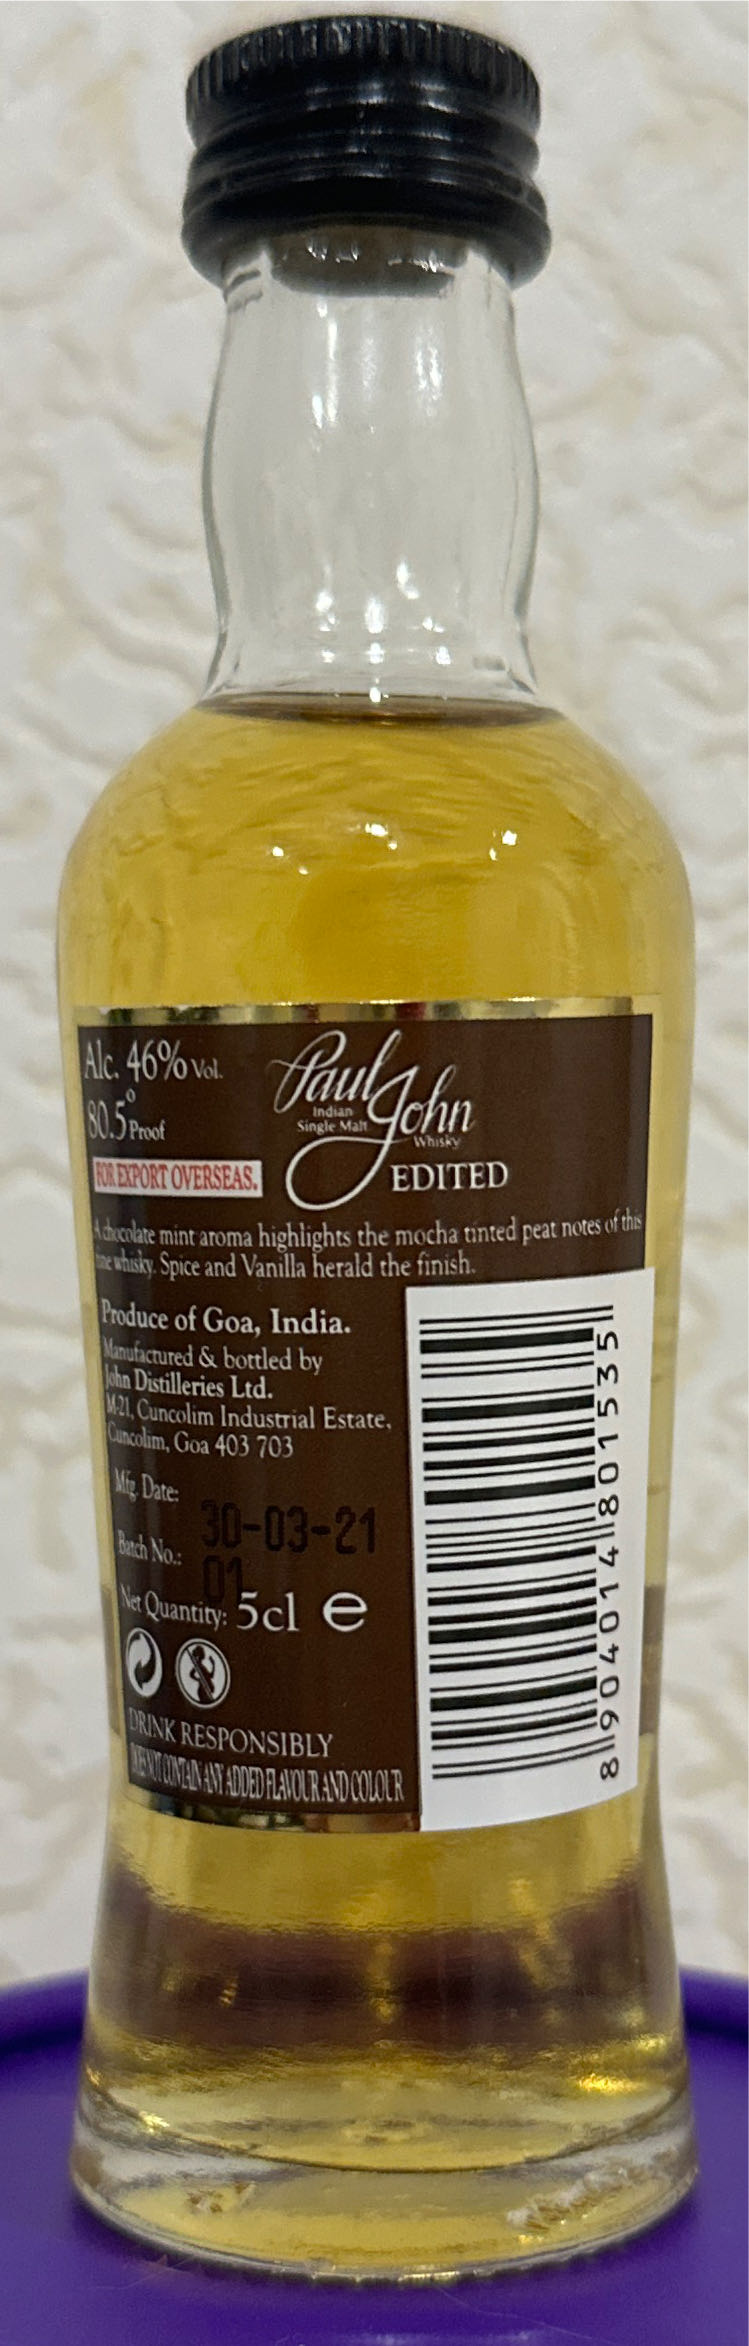 Alc. 46% Vol.
80.5° Proof
FOR EXPORT OVERSEAS.
Paul John
Indian
Single Malt
Whisky
EDITED
A chocolate mint aroma highlights the mocha tinted peat notes of this
fine whisky. Spice and Vanilla herald the finish.
Produce of Goa, India.
Manufactured & bottled by
John Distilleries Ltd.
M-21, Cuncolim Industrial Estate,
Cuncolim, Goa 403 703
Mfg. Date: 30-03-21
Batch No.: 01
Net Quantity: 5cl e
DRINK RESPONSIBLY
DOES NOT CONTAIN ANY ADDED FLAVOUR AND COLOUR
8904014801535